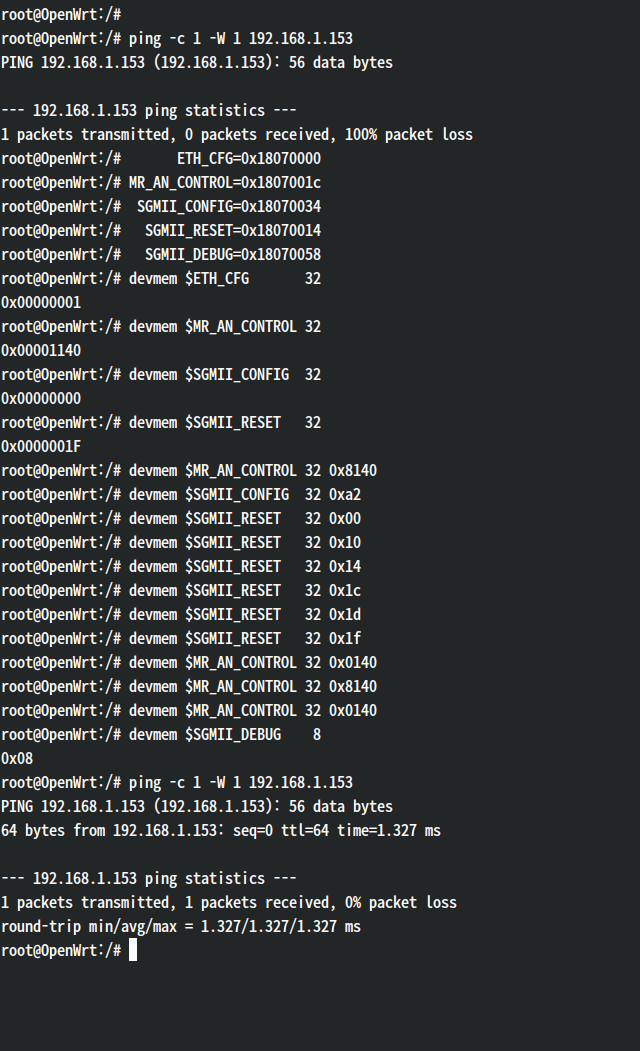 root@OpenWrt:/#
root@OpenWrt:/# ping -c 1 -W 1 192.168.1.153
PING 192.168.1.153 (192.168.1.153): 56 data bytes

--- 192.168.1.153 ping statistics ---
1 packets transmitted, 0 packets received, 100% packet loss
root@OpenWrt:/#       ETH_CFG=0x18070000
root@OpenWrt:/# MR_AN_CONTROL=0x1807001c
root@OpenWrt:/#  SGMII_CONFIG=0x18070034
root@OpenWrt:/#   SGMII_RESET=0x18070014
root@OpenWrt:/#   SGMII_DEBUG=0x18070058
root@OpenWrt:/# devmem $ETH_CFG       32
0x00000001
root@OpenWrt:/# devmem $MR_AN_CONTROL 32
0x00001140
root@OpenWrt:/# devmem $SGMII_CONFIG  32
0x00000000
root@OpenWrt:/# devmem $SGMII_RESET   32
0x0000001F
root@OpenWrt:/# devmem $MR_AN_CONTROL 32 0x8140
root@OpenWrt:/# devmem $SGMII_CONFIG  32 0xa2
root@OpenWrt:/# devmem $SGMII_RESET   32 0x00
root@OpenWrt:/# devmem $SGMII_RESET   32 0x10
root@OpenWrt:/# devmem $SGMII_RESET   32 0x14
root@OpenWrt:/# devmem $SGMII_RESET   32 0x1c
root@OpenWrt:/# devmem $SGMII_RESET   32 0x1d
root@OpenWrt:/# devmem $SGMII_RESET   32 0x1f
root@OpenWrt:/# devmem $MR_AN_CONTROL 32 0x0140
root@OpenWrt:/# devmem $MR_AN_CONTROL 32 0x8140
root@OpenWrt:/# devmem $MR_AN_CONTROL 32 0x0140
root@OpenWrt:/# devmem $SGMII_DEBUG    8
0x08
root@OpenWrt:/# ping -c 1 -W 1 192.168.1.153
PING 192.168.1.153 (192.168.1.153): 56 data bytes
64 bytes from 192.168.1.153: seq=0 ttl=64 time=1.327 ms

--- 192.168.1.153 ping statistics ---
1 packets transmitted, 1 packets received, 0% packet loss
round-trip min/avg/max = 1.327/1.327/1.327 ms
root@OpenWrt:/#